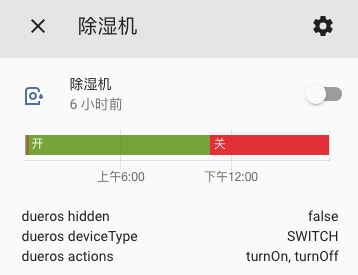 除湿机
除湿机
6 小时前
开 关
上午6:00 下午12:00
dueros hidden false
dueros deviceType SWITCH
dueros actions turnOn, turnOff